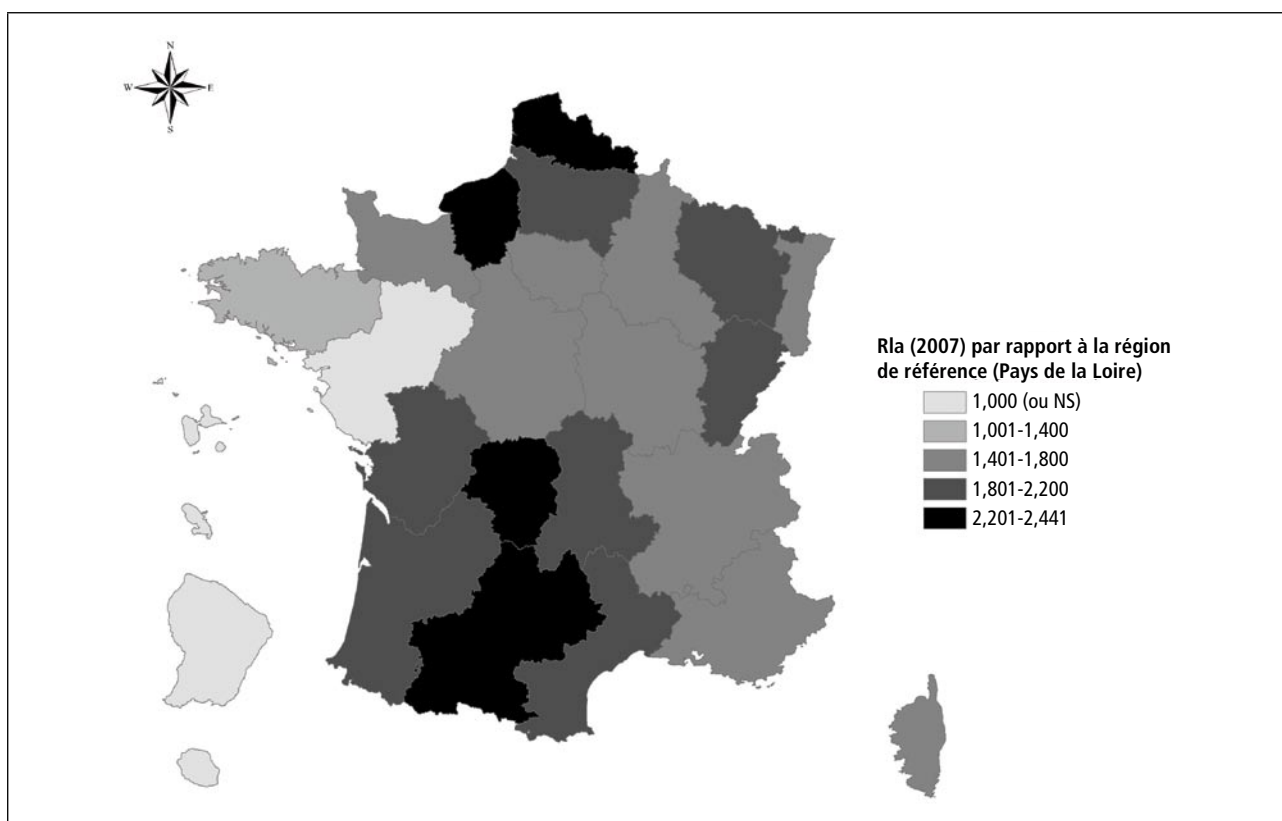 N
W E
S
RIa (2007) par rapport à la région
de référence (Pays de la Loire)
1,000 (ou NS)
1,001-1,400
1,401-1,800
1,801-2,200
2,201-2,441